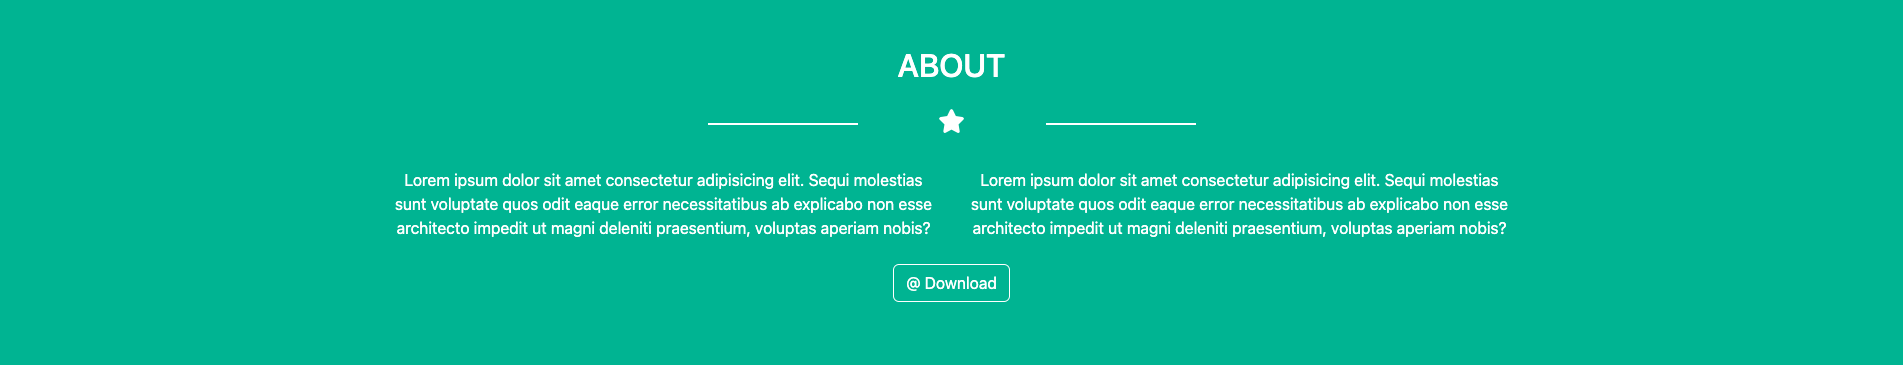 ABOUT
Lorem ipsum dolor sit amet consectetur adipisicing elit. Sequi molestias
sunt voluptate quos odit eaque error necessitatibus ab explicabo non esse
architecto impedit ut magni deleniti praesentium, voluptas aperiam nobis?
Lorem ipsum dolor sit amet consectetur adipisicing elit. Sequi molestias
sunt voluptate quos odit eaque error necessitatibus ab explicabo non esse
architecto impedit ut magni deleniti praesentium, voluptas aperiam nobis?
@ Download